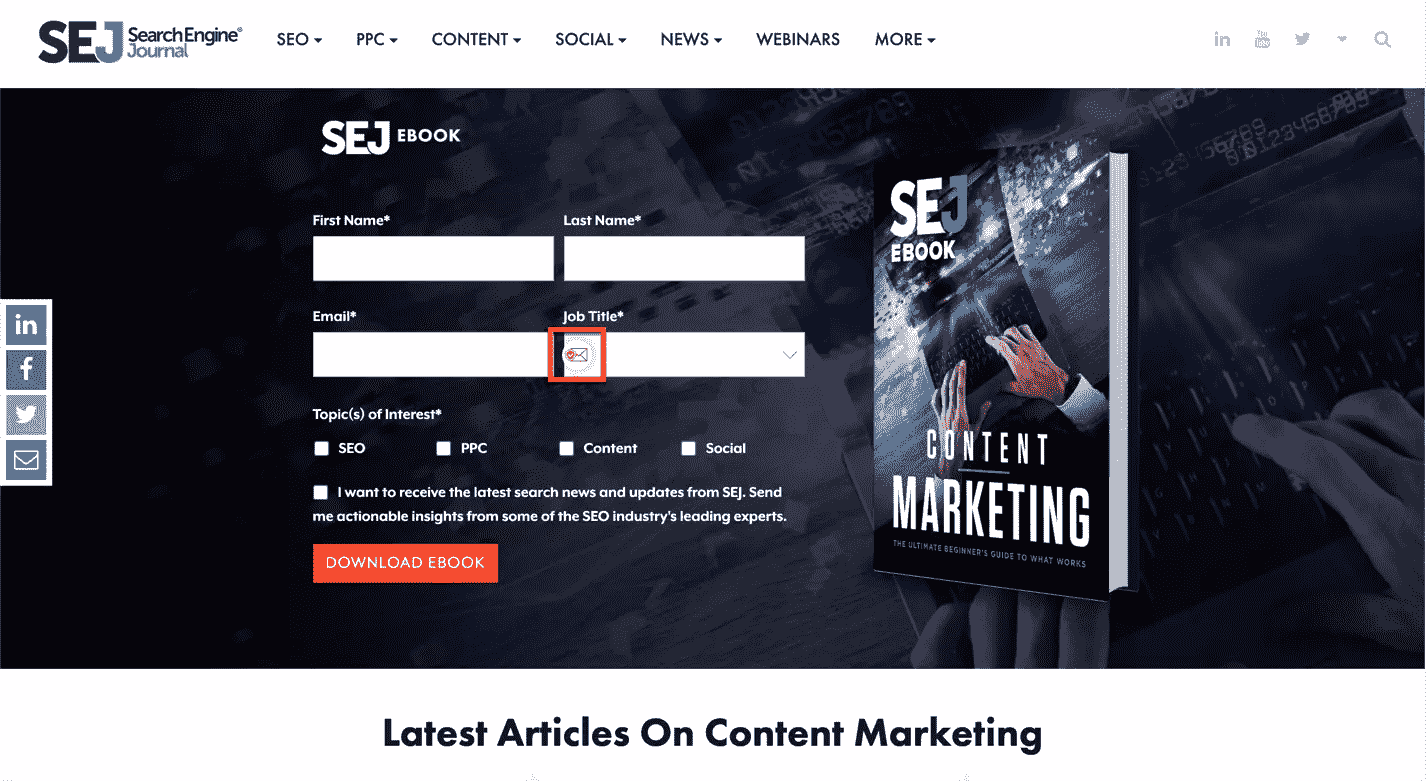 SEJ Search Engine® Journal
SEO PPC CONTENT SOCIAL NEWS WEBINARS MORE
SEJ EBOOK
First Name* Last Name*
Email* Job Title*
Topic(s) of Interest*
SEO PPC Content Social
I want to receive the latest search news and updates from SEJ. Send
me actionable insights from some of the SEO industry's leading experts.
DOWNLOAD EBOOK
SEJ
EBOOK
CONTENT
MARKETING
THE ULTIMATE BEGINNER'S GUIDE TO WHAT WORKS
Latest Articles On Content Marketing